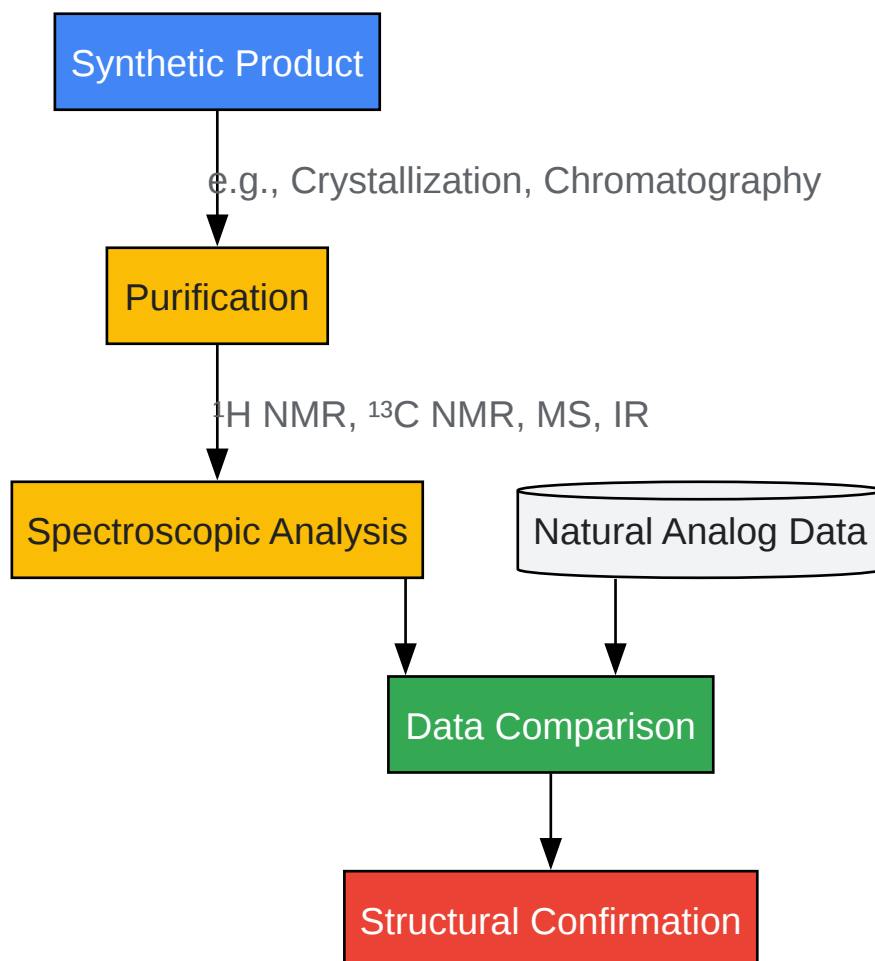 Synthetic Product
e.g., Crystallization, Chromatography
Purification
¹H NMR, ¹³C NMR, MS, IR
Spectroscopic Analysis
Natural Analog Data
Data Comparison
Structural Confirmation